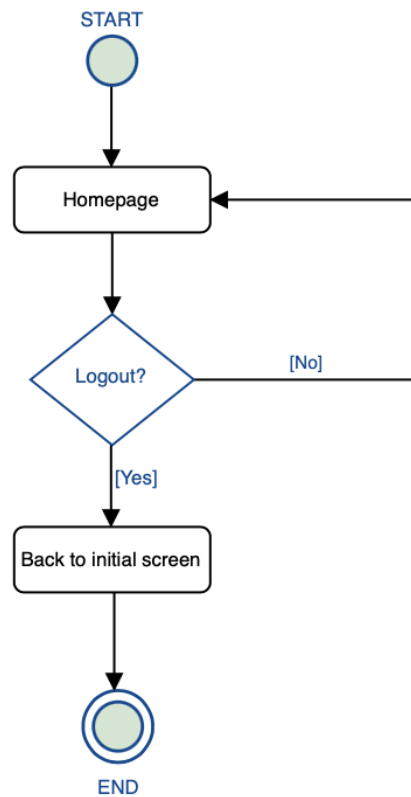 START
Homepage
Logout?
[No]
[Yes]
Back to initial screen
END